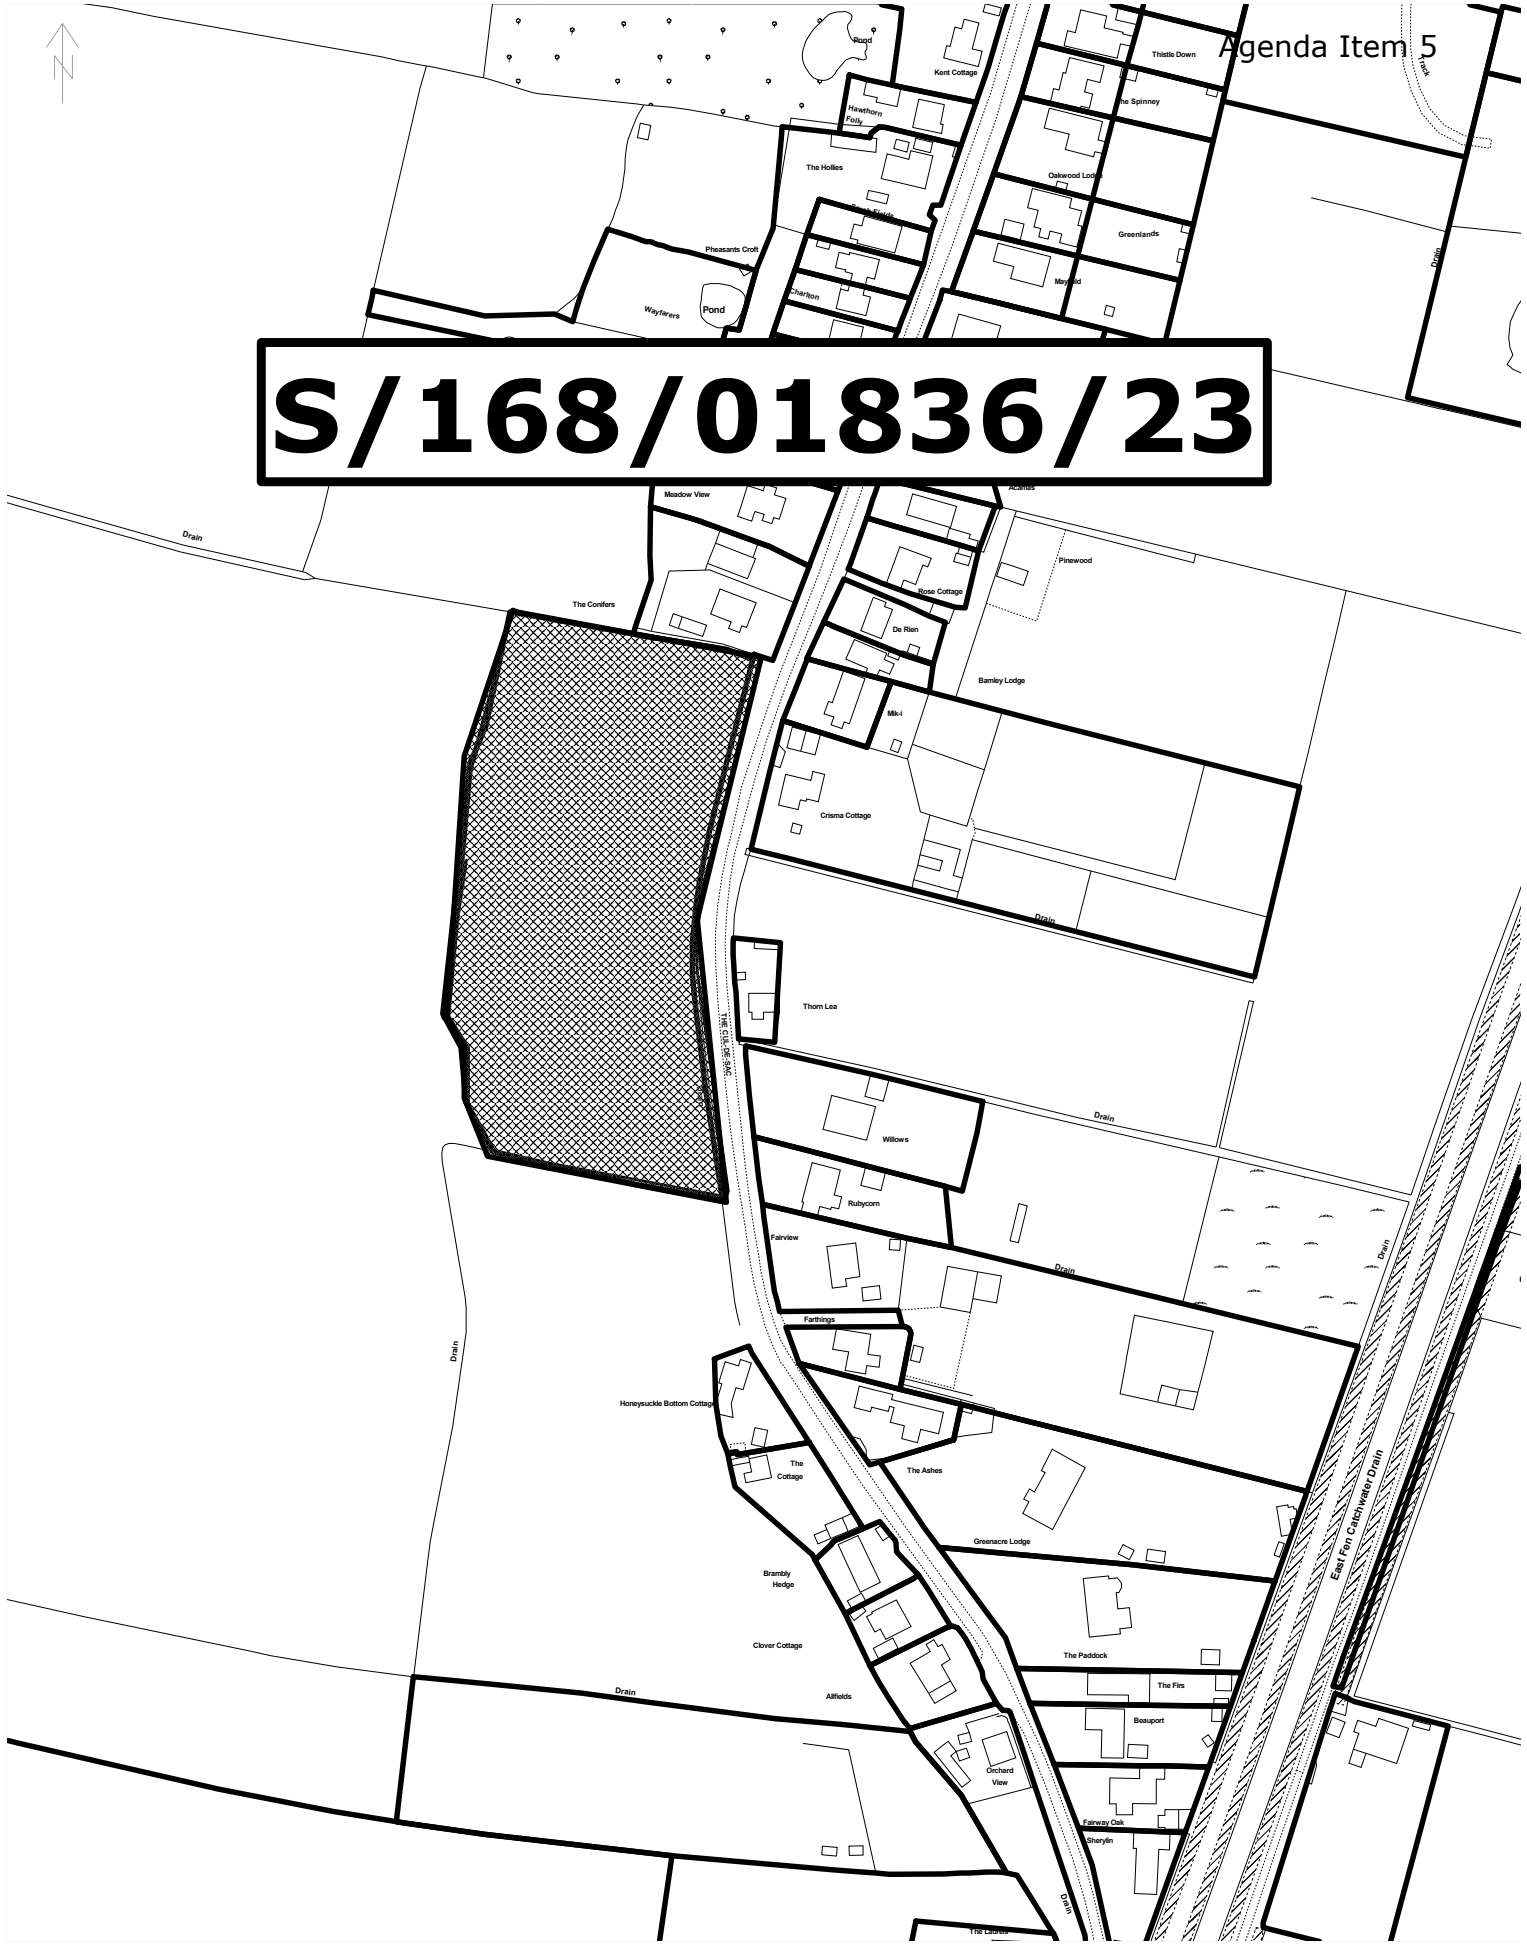 N
Agenda Item 5
Pond
Kent Cottage
Thistle Down
Track
Hawthorn
Folly
The Spinney
The Hollies
Oakwood Lodge
South Fields
Greenlands
Drain
Pheasants Croft
Mayfield
Charlton
Wayfarers
Pond
S/168/01836/23
Meadow View
Acamas
Drain
Pinewood
The Conifers
Rose Cottage
De Rien
Bamley Lodge
Mik-i
Crisma Cottage
Drain
Thorn Lea
THE CUL-DE-SAC
Drain
Willows
Rubycorn
Fairview
Drain
Drain
Farthings
Drain
Honeysuckle Bottom Cottage
The
Cottage
The Ashes
East Fen Catchwater Drain
Greenacre Lodge
Brambly
Hedge
Clover Cottage
The Paddock
The Firs
Drain
Allfields
Beauport
Orchard
View
Fairway Oak
Sherylin
Drain
The Laurels